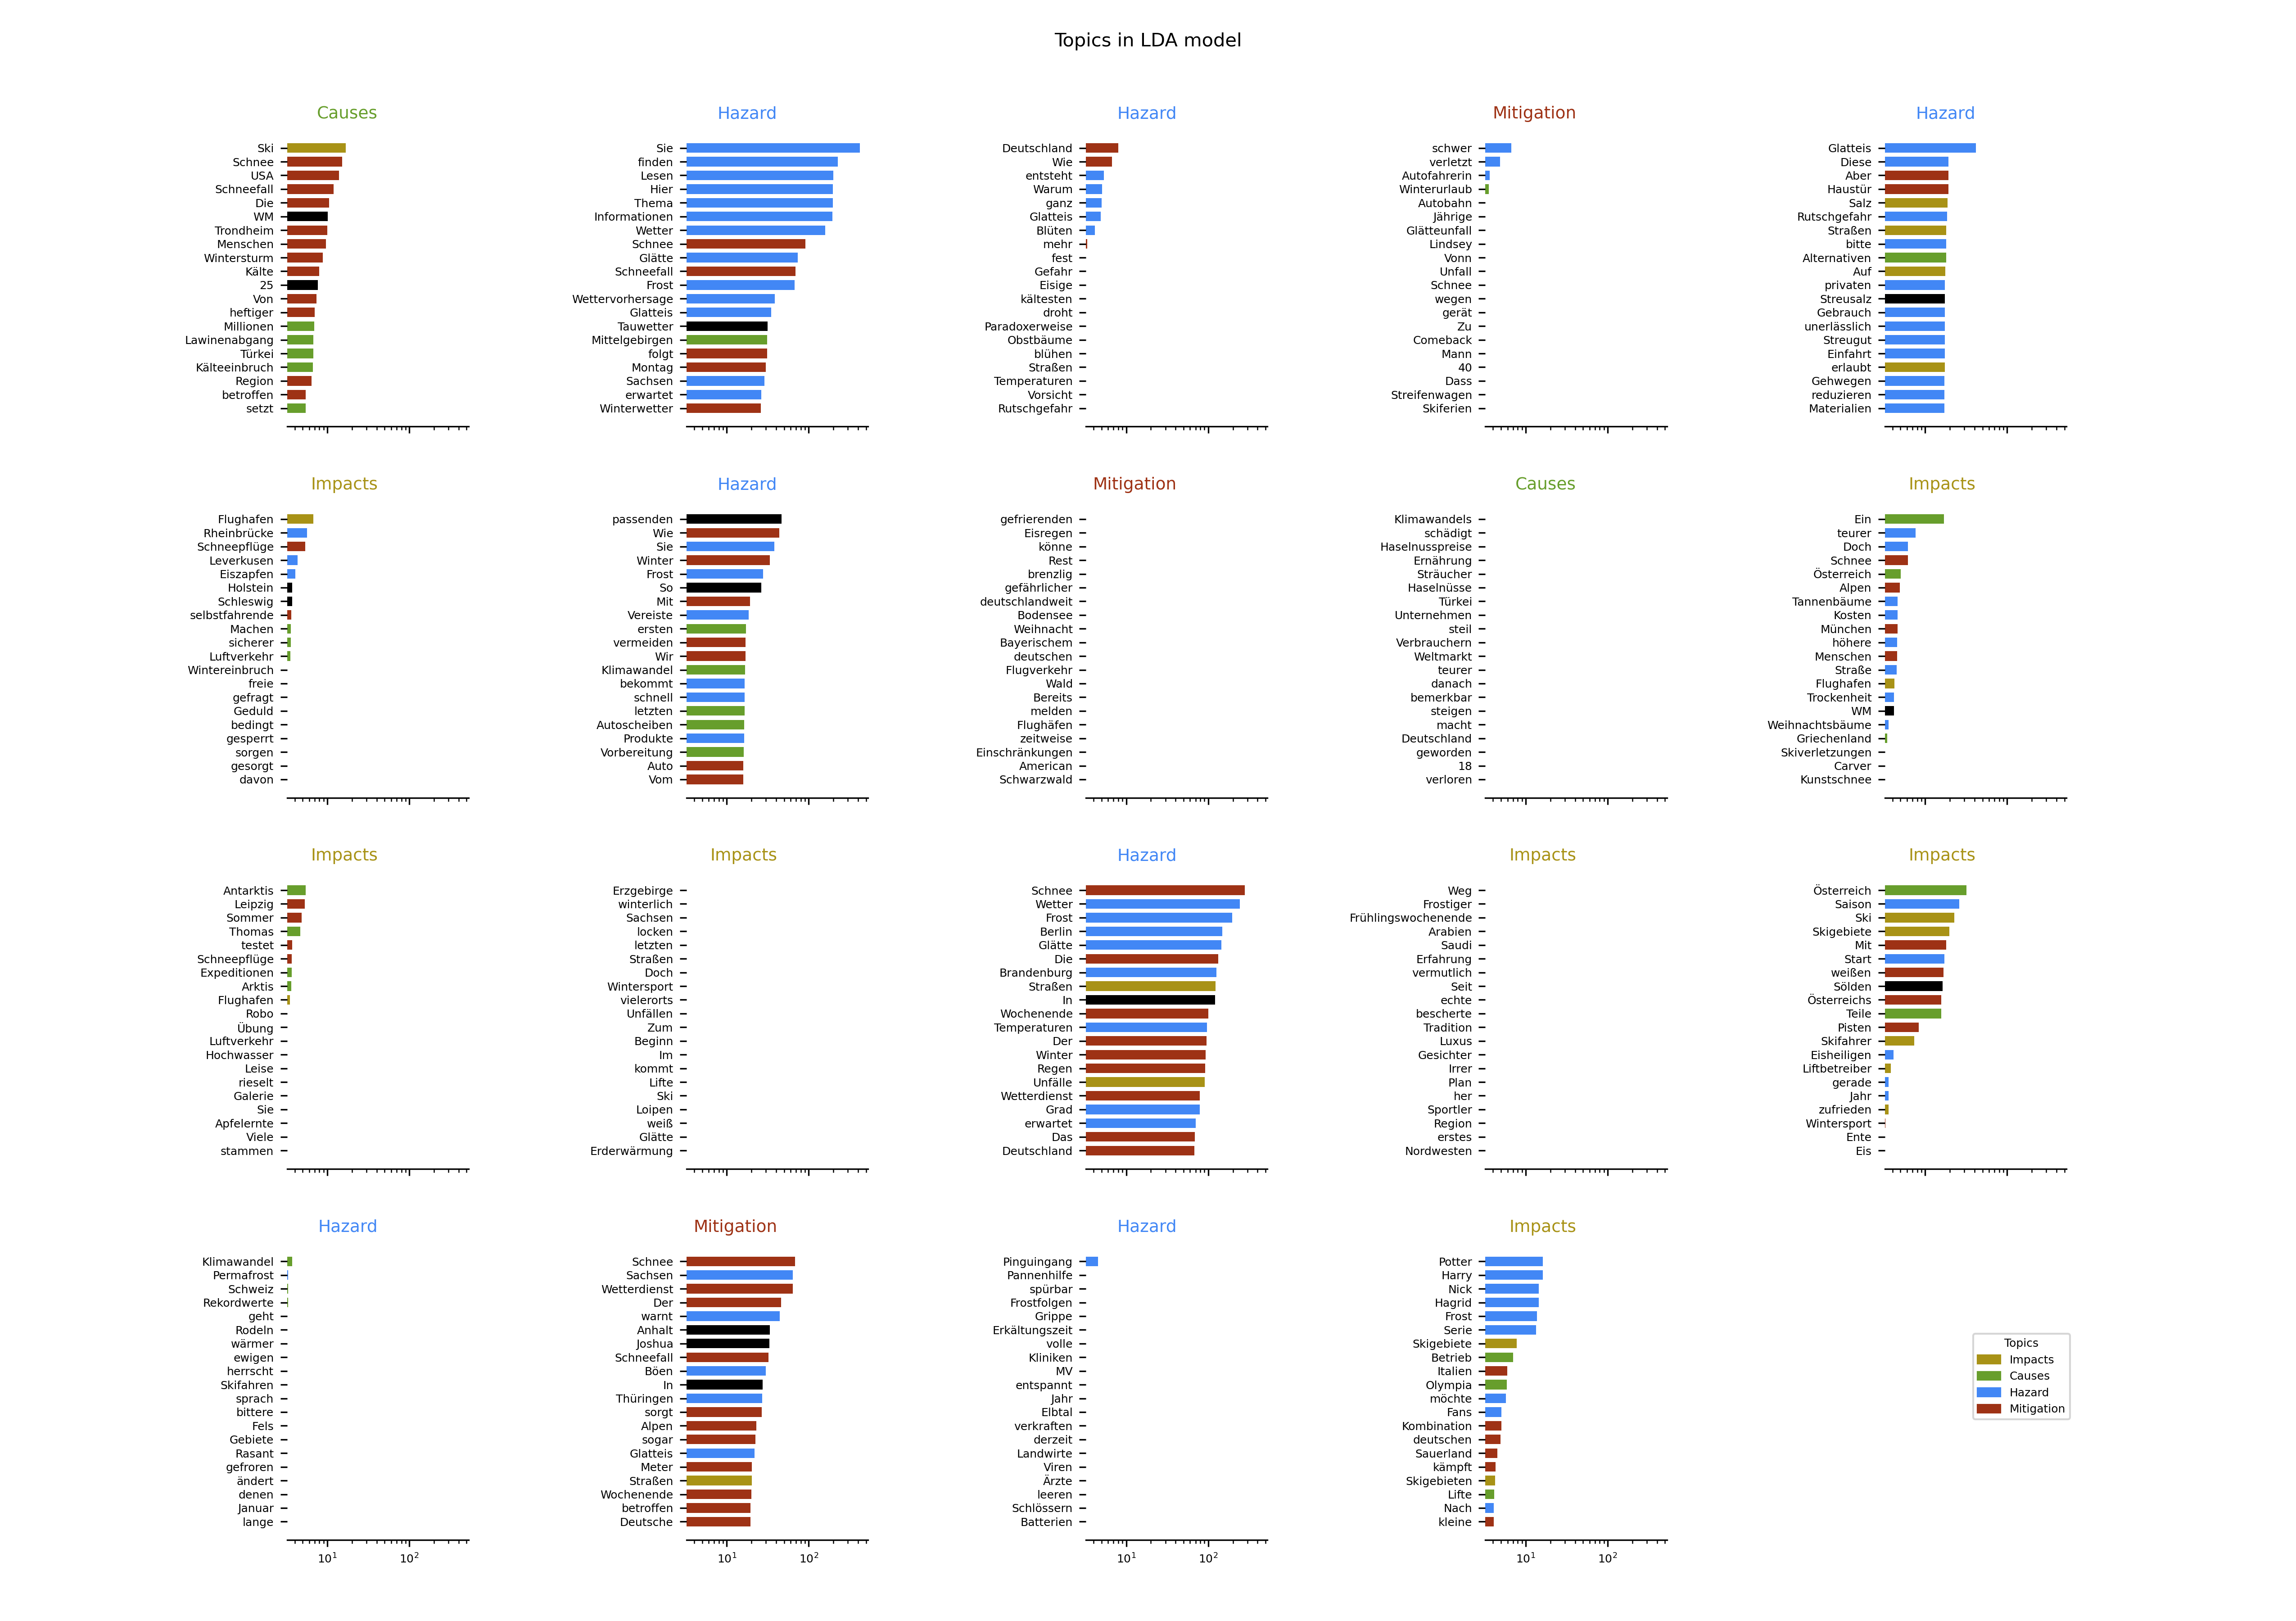 Topics in LDA model
Causes
Ski
Schnee
USA
Schneefall
Die
WM
Trondheim
Menschen
Wintersturm
Kälte
25
Von
heftiger
Millionen
Lawinenabgang
Türkei
Kälteeinbruch
Region
betroffen
setzt
Hazard
Sie
finden
Lesen
Hier
Thema
Informationen
Wetter
Schnee
Glätte
Schneefall
Frost
Wettervorhersage
Glatteis
Tauwetter
Mittelgebirgen
folgt
Montag
Sachsen
erwartet
Winterwetter
Hazard
Deutschland
Wie
entsteht
Warum
ganz
Glatteis
Blüten
mehr
fest
Gefahr
Eisige
kältesten
droht
Paradoxerweise
Obstbäume
blühen
Straßen
Temperaturen
Vorsicht
Rutschgefahr
Mitigation
schwer
verletzt
Autofahrerin
Winterurlaub
Autobahn
Jährige
Glätteunfall
Lindsey
Vonn
Unfall
Schnee
wegen
gerät
Zu
Comeback
Mann
40
Dass
Streifenwagen
Skiferien
Hazard
Glatteis
Diese
Aber
Haustür
Salz
Rutschgefahr
Straßen
bitte
Alternativen
Auf
privaten
Streusalz
Gebrauch
unerlässlich
Streugut
Einfahrt
erlaubt
Gehwegen
reduzieren
Materialien
Impacts
Flughafen
Rheinbrücke
Schneepflüge
Leverkusen
Eiszapfen
Holstein
Schleswig
selbstfahrende
Machen
sicherer
Luftverkehr
Wintereinbruch
freie
gefragt
Geduld
bedingt
gesperrt
sorgen
gesorgt
davon
Hazard
passenden
Wie
Sie
Winter
Frost
So
Mit
Vereiste
ersten
vermeiden
Wir
Klimawandel
bekommt
schnell
letzten
Autoscheiben
Produkte
Vorbereitung
Auto
Vom
Mitigation
gefrierenden
Eisregen
könne
Rest
brenzlig
gefährlicher
deutschlandweit
Bodensee
Weihnacht
Bayerischem
deutschen
Flugverkehr
Wald
Bereits
melden
Flughäfen
zeitweise
Einschränkungen
American
Schwarzwald
Causes
Klimawandels
schädigt
Haselnusspreise
Ernährung
Sträucher
Haselnüsse
Türkei
Unternehmen
steil
Verbrauchern
Weltmarkt
teurer
danach
bemerkbar
steigen
macht
Deutschland
geworden
18
verloren
Impacts
Ein
teurer
Doch
Schnee
Österreich
Alpen
Tannenbäume
Kosten
München
höhere
Menschen
Straße
Flughafen
Trockenheit
WM
Weihnachtsbäume
Griechenland
Skiverletzungen
Carver
Kunstschnee
Impacts
Antarktis
Leipzig
Sommer
Thomas
testet
Schneepflüge
Expeditionen
Arktis
Flughafen
Robo
Übung
Luftverkehr
Hochwasser
Leise
rieselt
Galerie
Sie
Apfelernte
Viele
stammen
Impacts
Erzgebirge
winterlich
Sachsen
locken
letzten
Straßen
Doch
Wintersport
vielerorts
Unfällen
Zum
Beginn
Im
kommt
Lifte
Ski
Loipen
weiß
Glätte
Erderwärmung
Hazard
Schnee
Wetter
Frost
Berlin
Glätte
Die
Brandenburg
Straßen
In
Wochenende
Temperaturen
Der
Winter
Regen
Unfälle
Wetterdienst
Grad
erwartet
Das
Deutschland
Impacts
Weg
Frostiger
Frühlingswochenende
Arabien
Saudi
Erfahrung
vermutlich
Seit
echte
bescherte
Tradition
Luxus
Gesichter
Irrer
Plan
her
Sportler
Region
erstes
Nordwesten
Impacts
Österreich
Saison
Ski
Skigebiete
Mit
Start
weißen
Sölden
Österreichs
Teile
Pisten
Skifahrer
Eisheiligen
Liftbetreiber
gerade
Jahr
zufrieden
Wintersport
Ente
Eis
Hazard
Klimawandel
Permafrost
Schweiz
Rekordwerte
geht
Rodeln
wärmer
ewigen
herrscht
Skifahren
sprach
bittere
Fels
Gebiete
Rasant
gefroren
ändert
denen
Januar
lange
10¹ 10²
Mitigation
Schnee
Sachsen
Wetterdienst
Der
warnt
Anhalt
Joshua
Schneefall
Böen
In
Thüringen
sorgt
Alpen
sogar
Glatteis
Meter
Straßen
Wochenende
betroffen
Deutsche
10¹ 10²
Hazard
Pinguingang
Pannenhilfe
spürbar
Frostfolgen
Grippe
Erkältungszeit
volle
Kliniken
MV
entspannt
Jahr
Elbtal
verkraften
derzeit
Landwirte
Viren
Ärzte
leeren
Schlössern
Batterien
10¹ 10²
Impacts
Potter
Harry
Nick
Hagrid
Frost
Serie
Skigebiete
Betrieb
Italien
Olympia
möchte
Fans
Kombination
deutschen
Sauerland
kämpft
Skigebieten
Lifte
Nach
kleine
10¹ 10²
Topics
Impacts
Causes
Hazard
Mitigation